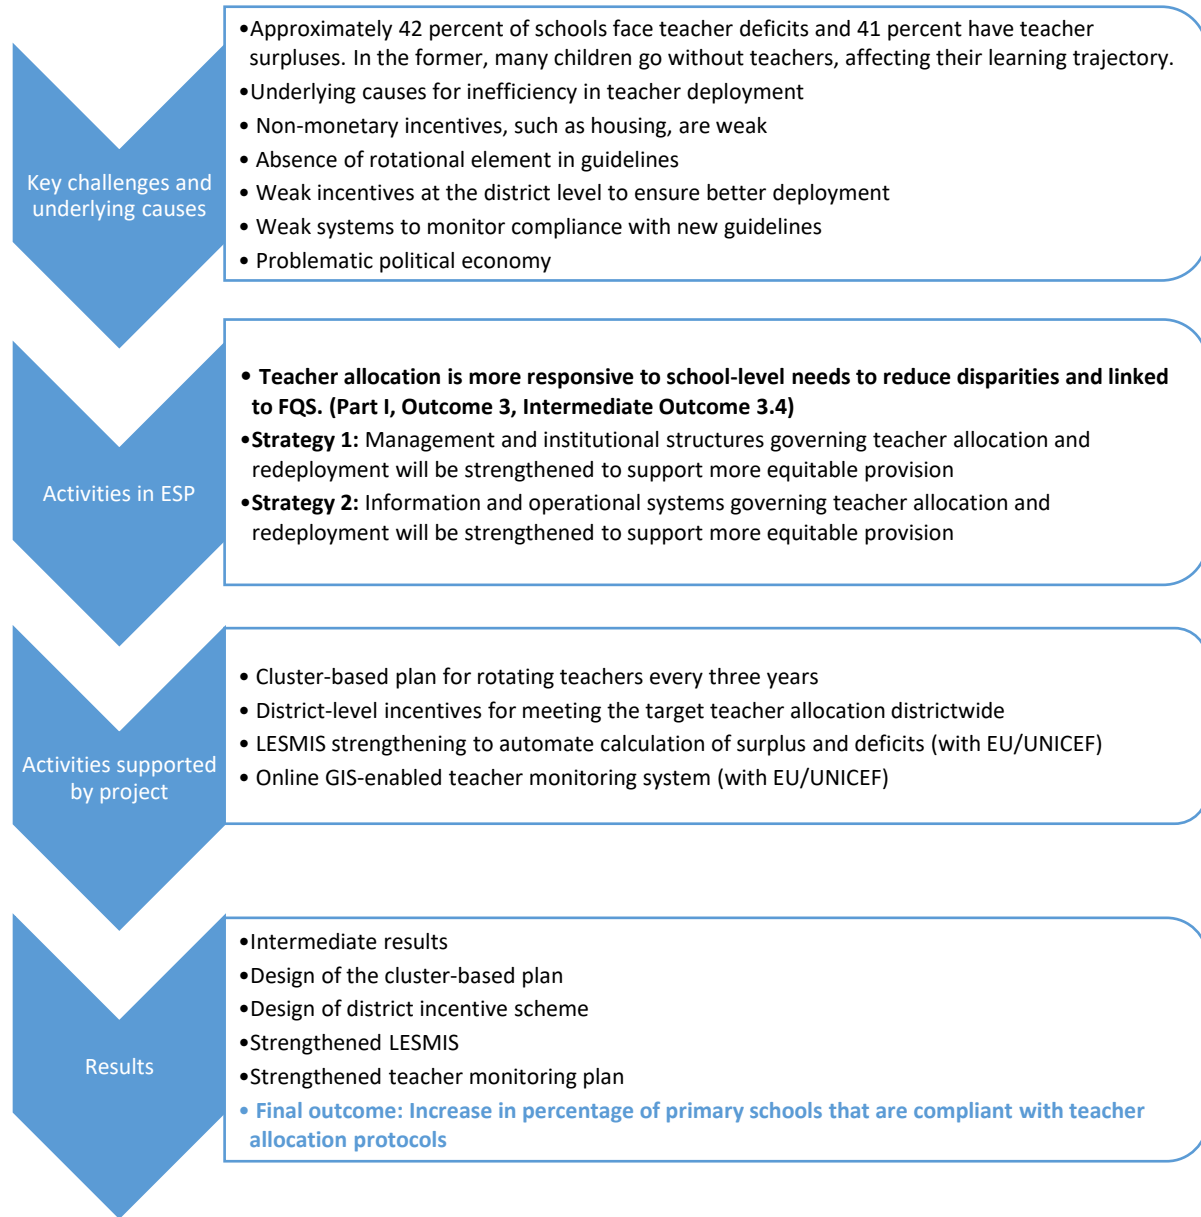 Key challenges and
underlying causes
•Approximately 42 percent of schools face teacher deficits and 41 percent have teacher
surpluses. In the former, many children go without teachers, affecting their learning trajectory.
•Underlying causes for inefficiency in teacher deployment
• Non-monetary incentives, such as housing, are weak
• Absence of rotational element in guidelines
• Weak incentives at the district level to ensure better deployment
• Weak systems to monitor compliance with new guidelines
• Problematic political economy
Activities in ESP
• Teacher allocation is more responsive to school-level needs to reduce disparities and linked
to FQS. (Part I, Outcome 3, Intermediate Outcome 3.4)
•Strategy 1: Management and institutional structures governing teacher allocation and
redeployment will be strengthened to support more equitable provision
•Strategy 2: Information and operational systems governing teacher allocation and
redeployment will be strengthened to support more equitable provision
Activities supported
by project
• Cluster-based plan for rotating teachers every three years
• District-level incentives for meeting the target teacher allocation districtwide
• LESMIS strengthening to automate calculation of surplus and deficits (with EU/UNICEF)
• Online GIS-enabled teacher monitoring system (with EU/UNICEF)
Results
•Intermediate results
•Design of the cluster-based plan
•Design of district incentive scheme
•Strengthened LESMIS
•Strengthened teacher monitoring plan
• Final outcome: Increase in percentage of primary schools that are compliant with teacher
allocation protocols